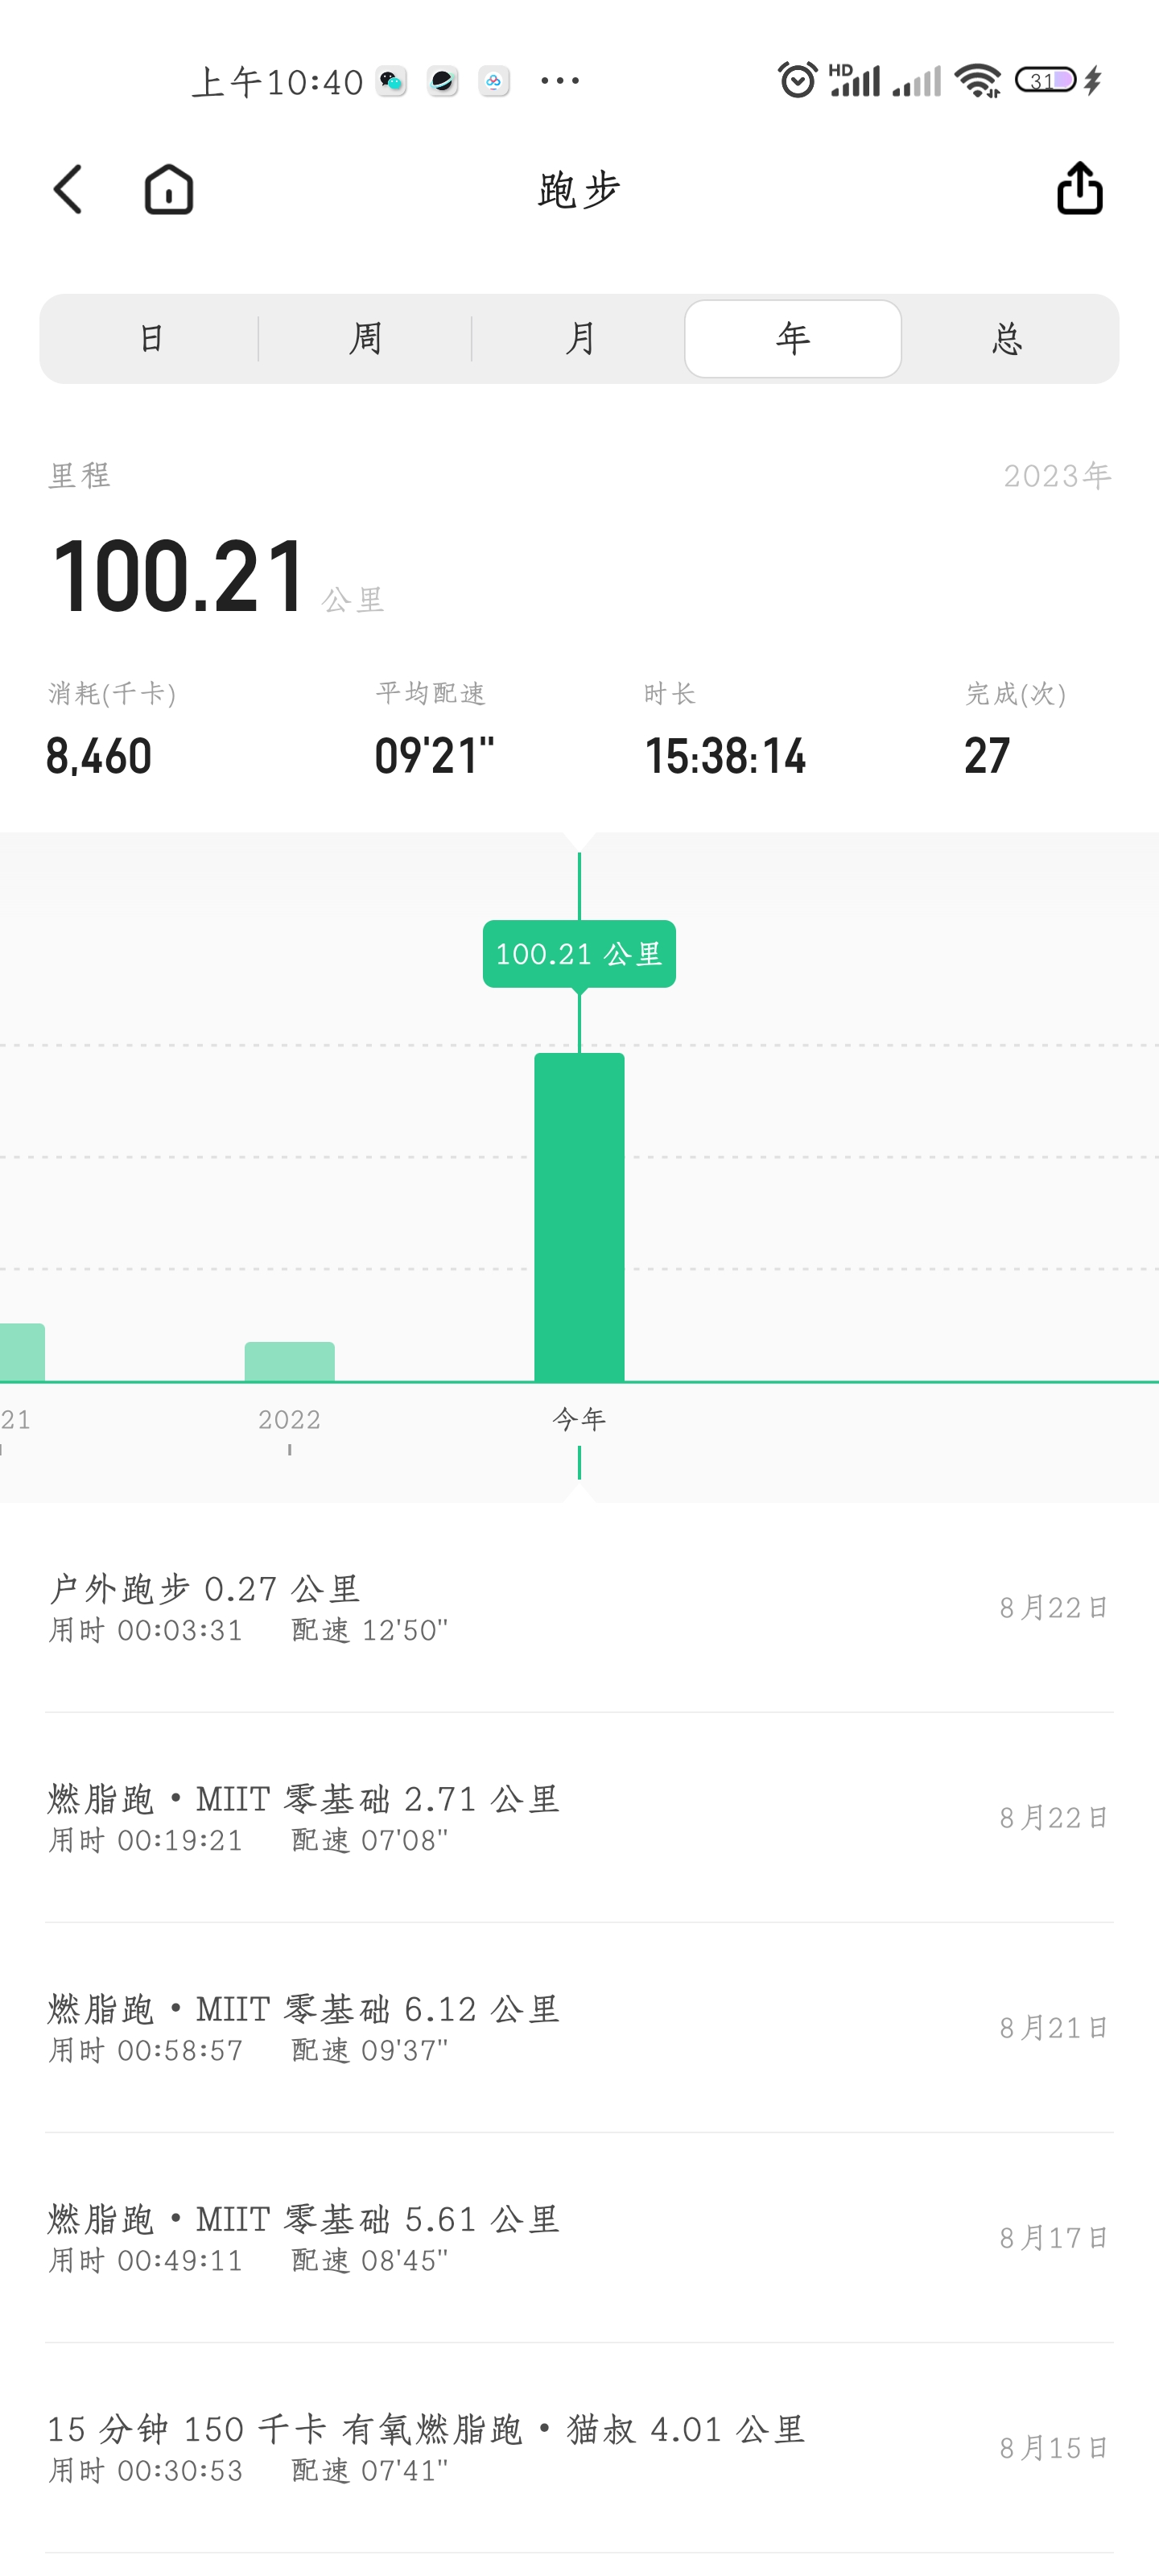 上午10:40
HD
31
跑步
日 周 月 年 总
里程 2023年
100.21 公里
消耗(千卡) 平均配速 时长 完成(次)
8,460 09'21" 15:38:14 27
100.21 公里
21 2022 今年
户外跑步 0.27 公里
用时 00:03:31 配速 12'50"
8月22日
燃脂跑·MIIT 零基础 2.71 公里
用时 00:19:21 配速 07'08"
8月22日
燃脂跑·MIIT 零基础 6.12 公里
用时 00:58:57 配速 09'37"
8月21日
燃脂跑·MIIT 零基础 5.61 公里
用时 00:49:11 配速 08'45"
8月17日
15 分钟 150 千卡 有氧燃脂跑·猫叔 4.01 公里
用时 00:30:53 配速 07'41"
8月15日